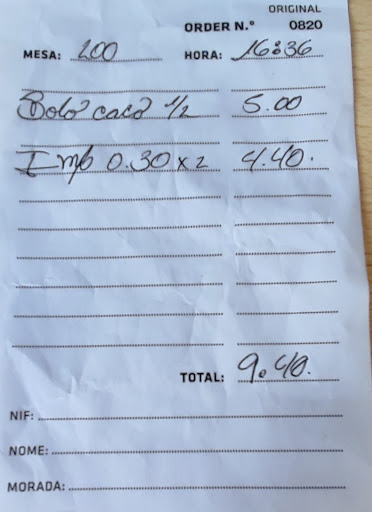 ORIGINAL
ORDER N.º 0820
MESA: 200 HORA: 16:36
Bolo caco 1/2 5.00
Imp 0.30 x 2 4.40.
TOTAL: 9.40.
NIF:
NOME:
MORADA: